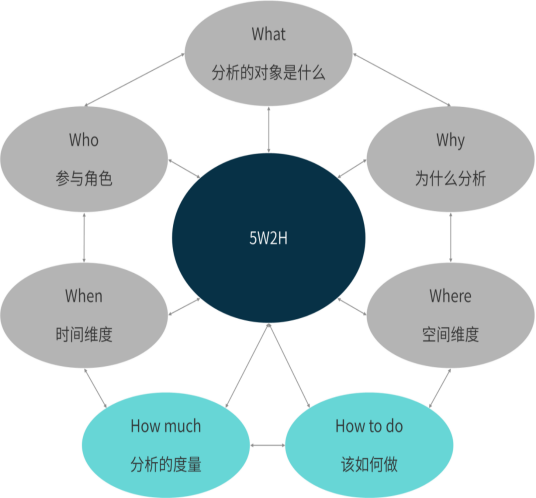 What
分析的对象是什么
Who
参与角色
Why
为什么分析
5W2H
When
时间维度
Where
空间维度
How much
分析的度量
How to do
该如何做